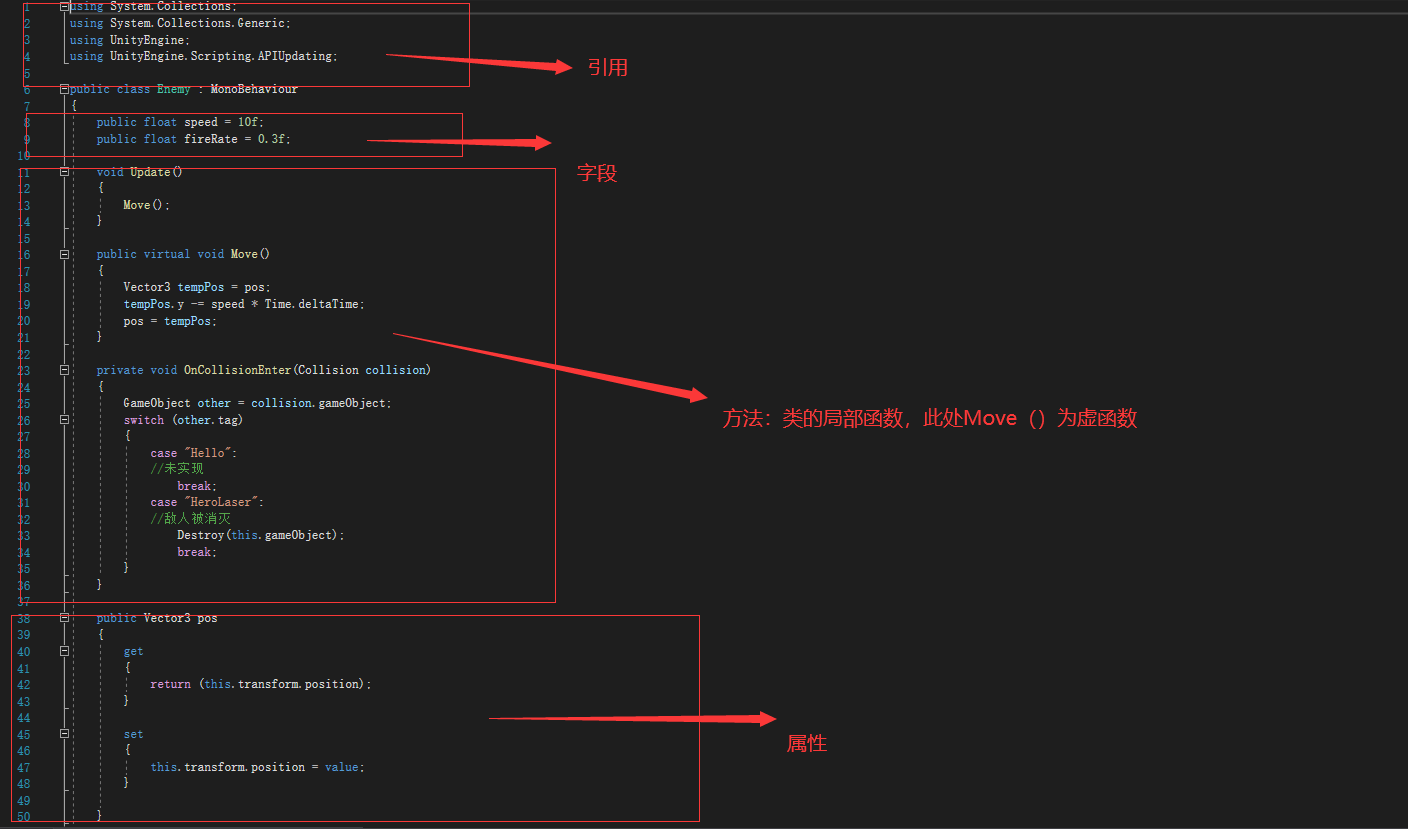 1 using System.Collections;
2 using System.Collections.Generic;
3 using UnityEngine;
4 using UnityEngine.Scripting.APIUpdating;
引用
5
6 public class Enemy : MonoBehaviour
7 {
8 public float speed = 10f;
9 public float fireRate = 0.3f;
10
字段
11 void Update()
12 {
13 Move();
14 }
15
16 public virtual void Move()
17 {
18 Vector3 tempPos = pos;
19 tempPos.y -= speed * Time.deltaTime;
20 pos = tempPos;
21 }
22
23 private void OnCollisionEnter(Collision collision)
24 {
25 GameObject other = collision.gameObject;
26 switch (other.tag)
方法：类的局部函数，此处Move（）为虚函数
27 {
28 case "Hello":
29 //未实现
30 break;
31 case "HeroLaser":
32 //敌人被消灭
33 Destroy(this.gameObject);
34 break;
35 }
36 }
37
38 public Vector3 pos
39 {
40 get
41 {
42 return (this.transform.position);
43 }
44
45 set
属性
46 {
47 this.transform.position = value;
48 }
49
50 }